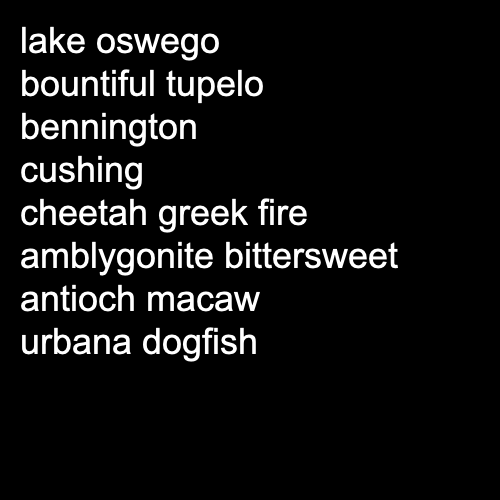 lake oswego
bountiful tupelo
bennington
cushing
cheetah greek fire
amblygonite bittersweet
antioch macaw
urbana dogfish